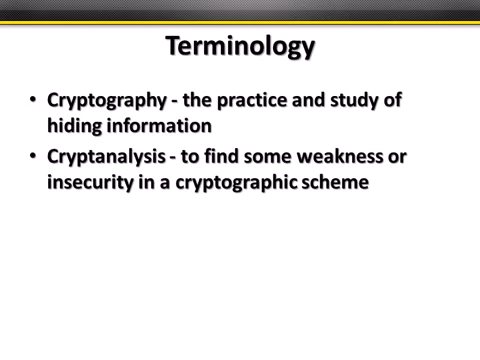 Terminology
• Cryptography - the practice and study of
hiding information
• Cryptanalysis - to find some weakness or
insecurity in a cryptographic scheme